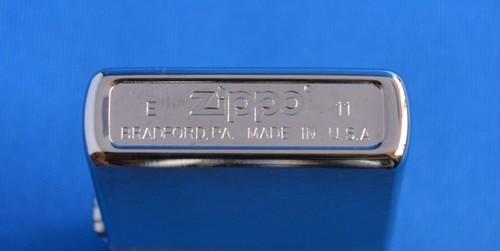 E Zippo® 11
BRADFORD, PA. MADE IN U.S.A